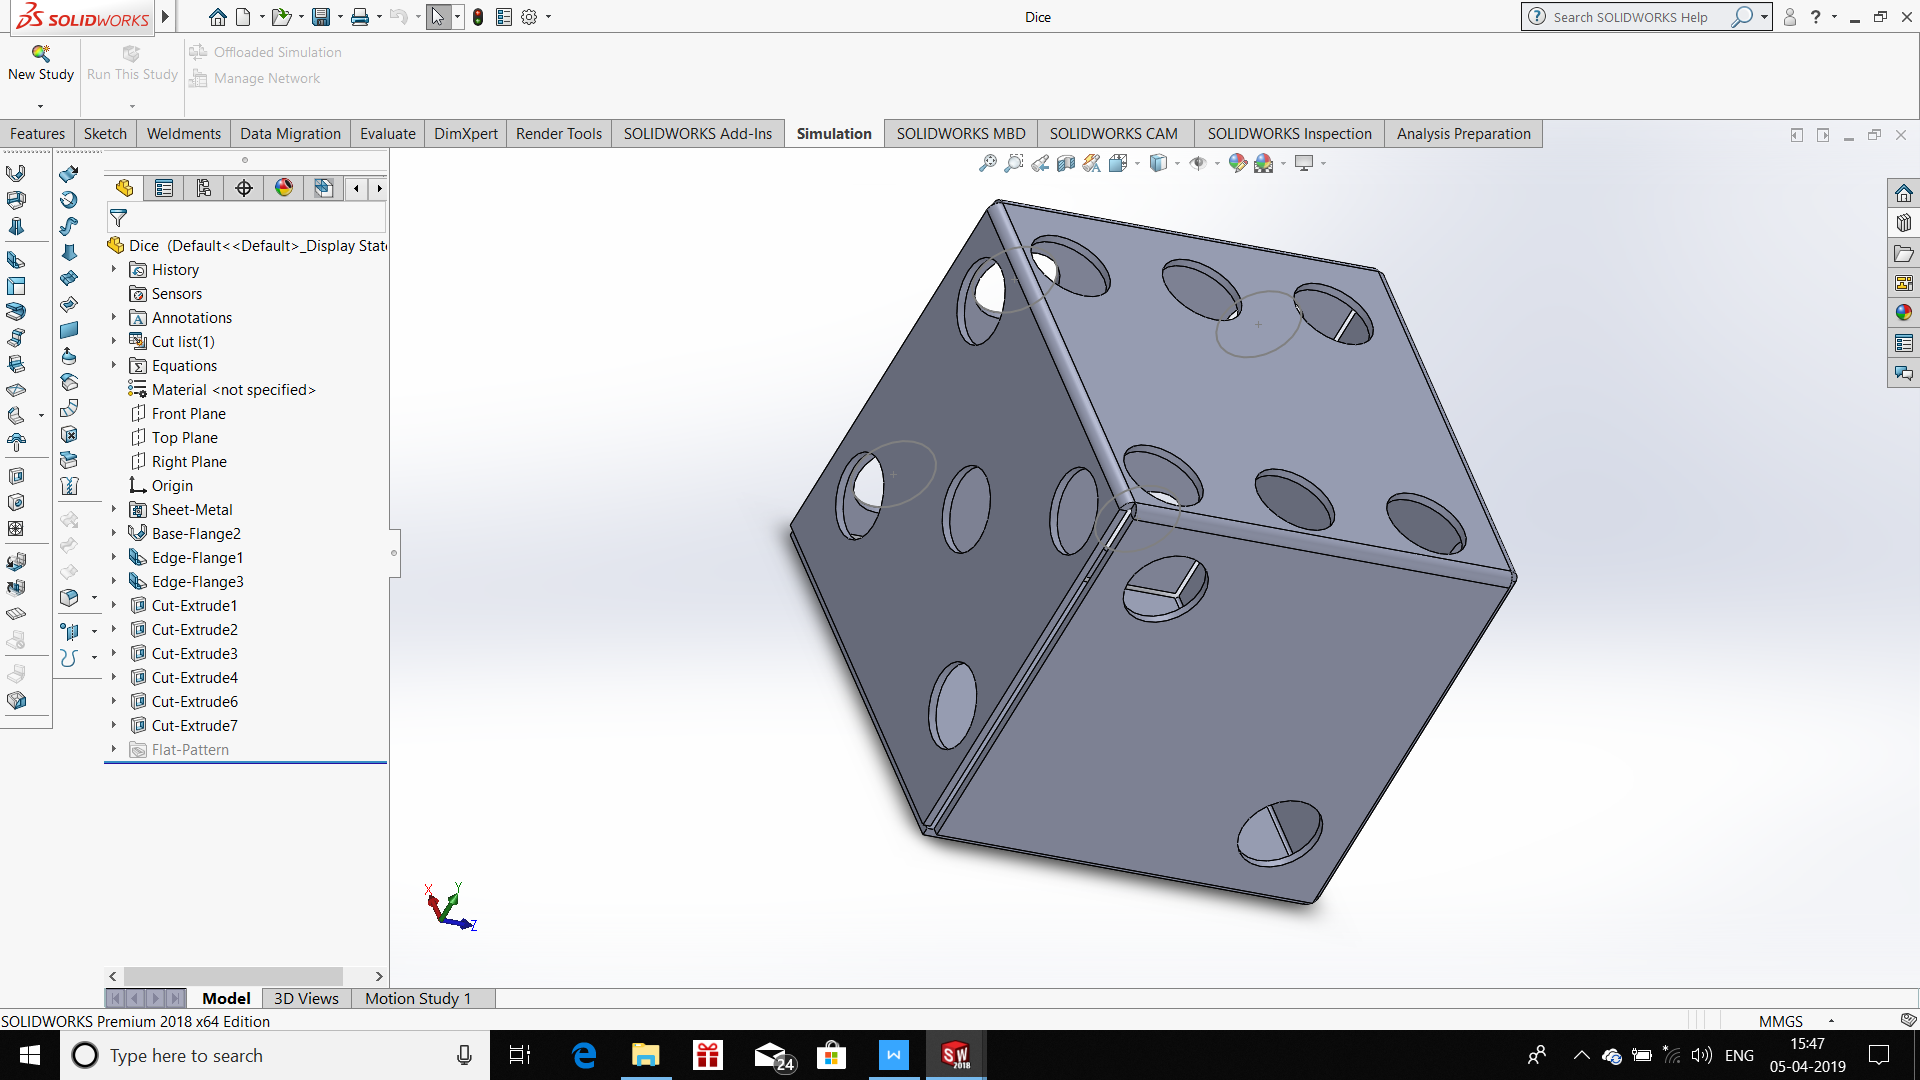 SOLIDWORKS
Dice
Search SOLIDWORKS Help
New Study
Run This Study
Offloaded Simulation
Manage Network
Features
Sketch
Weldments
Data Migration
Evaluate
DimXpert
Render Tools
SOLIDWORKS Add-Ins
Simulation
SOLIDWORKS MBD
SOLIDWORKS CAM
SOLIDWORKS Inspection
Analysis Preparation
Dice (Default<<Default>_Display State
History
Sensors
Annotations
Cut list(1)
Equations
Material <not specified>
Front Plane
Top Plane
Right Plane
Origin
Sheet-Metal
Base-Flange2
Edge-Flange1
Edge-Flange3
Cut-Extrude1
Cut-Extrude2
Cut-Extrude3
Cut-Extrude4
Cut-Extrude6
Cut-Extrude7
Flat-Pattern
X
Y
Z
Model
3D Views
Motion Study 1
SOLIDWORKS Premium 2018 x64 Edition
MMGS
Type here to search
24
W
SW
2018
ENG
15:47
05-04-2019